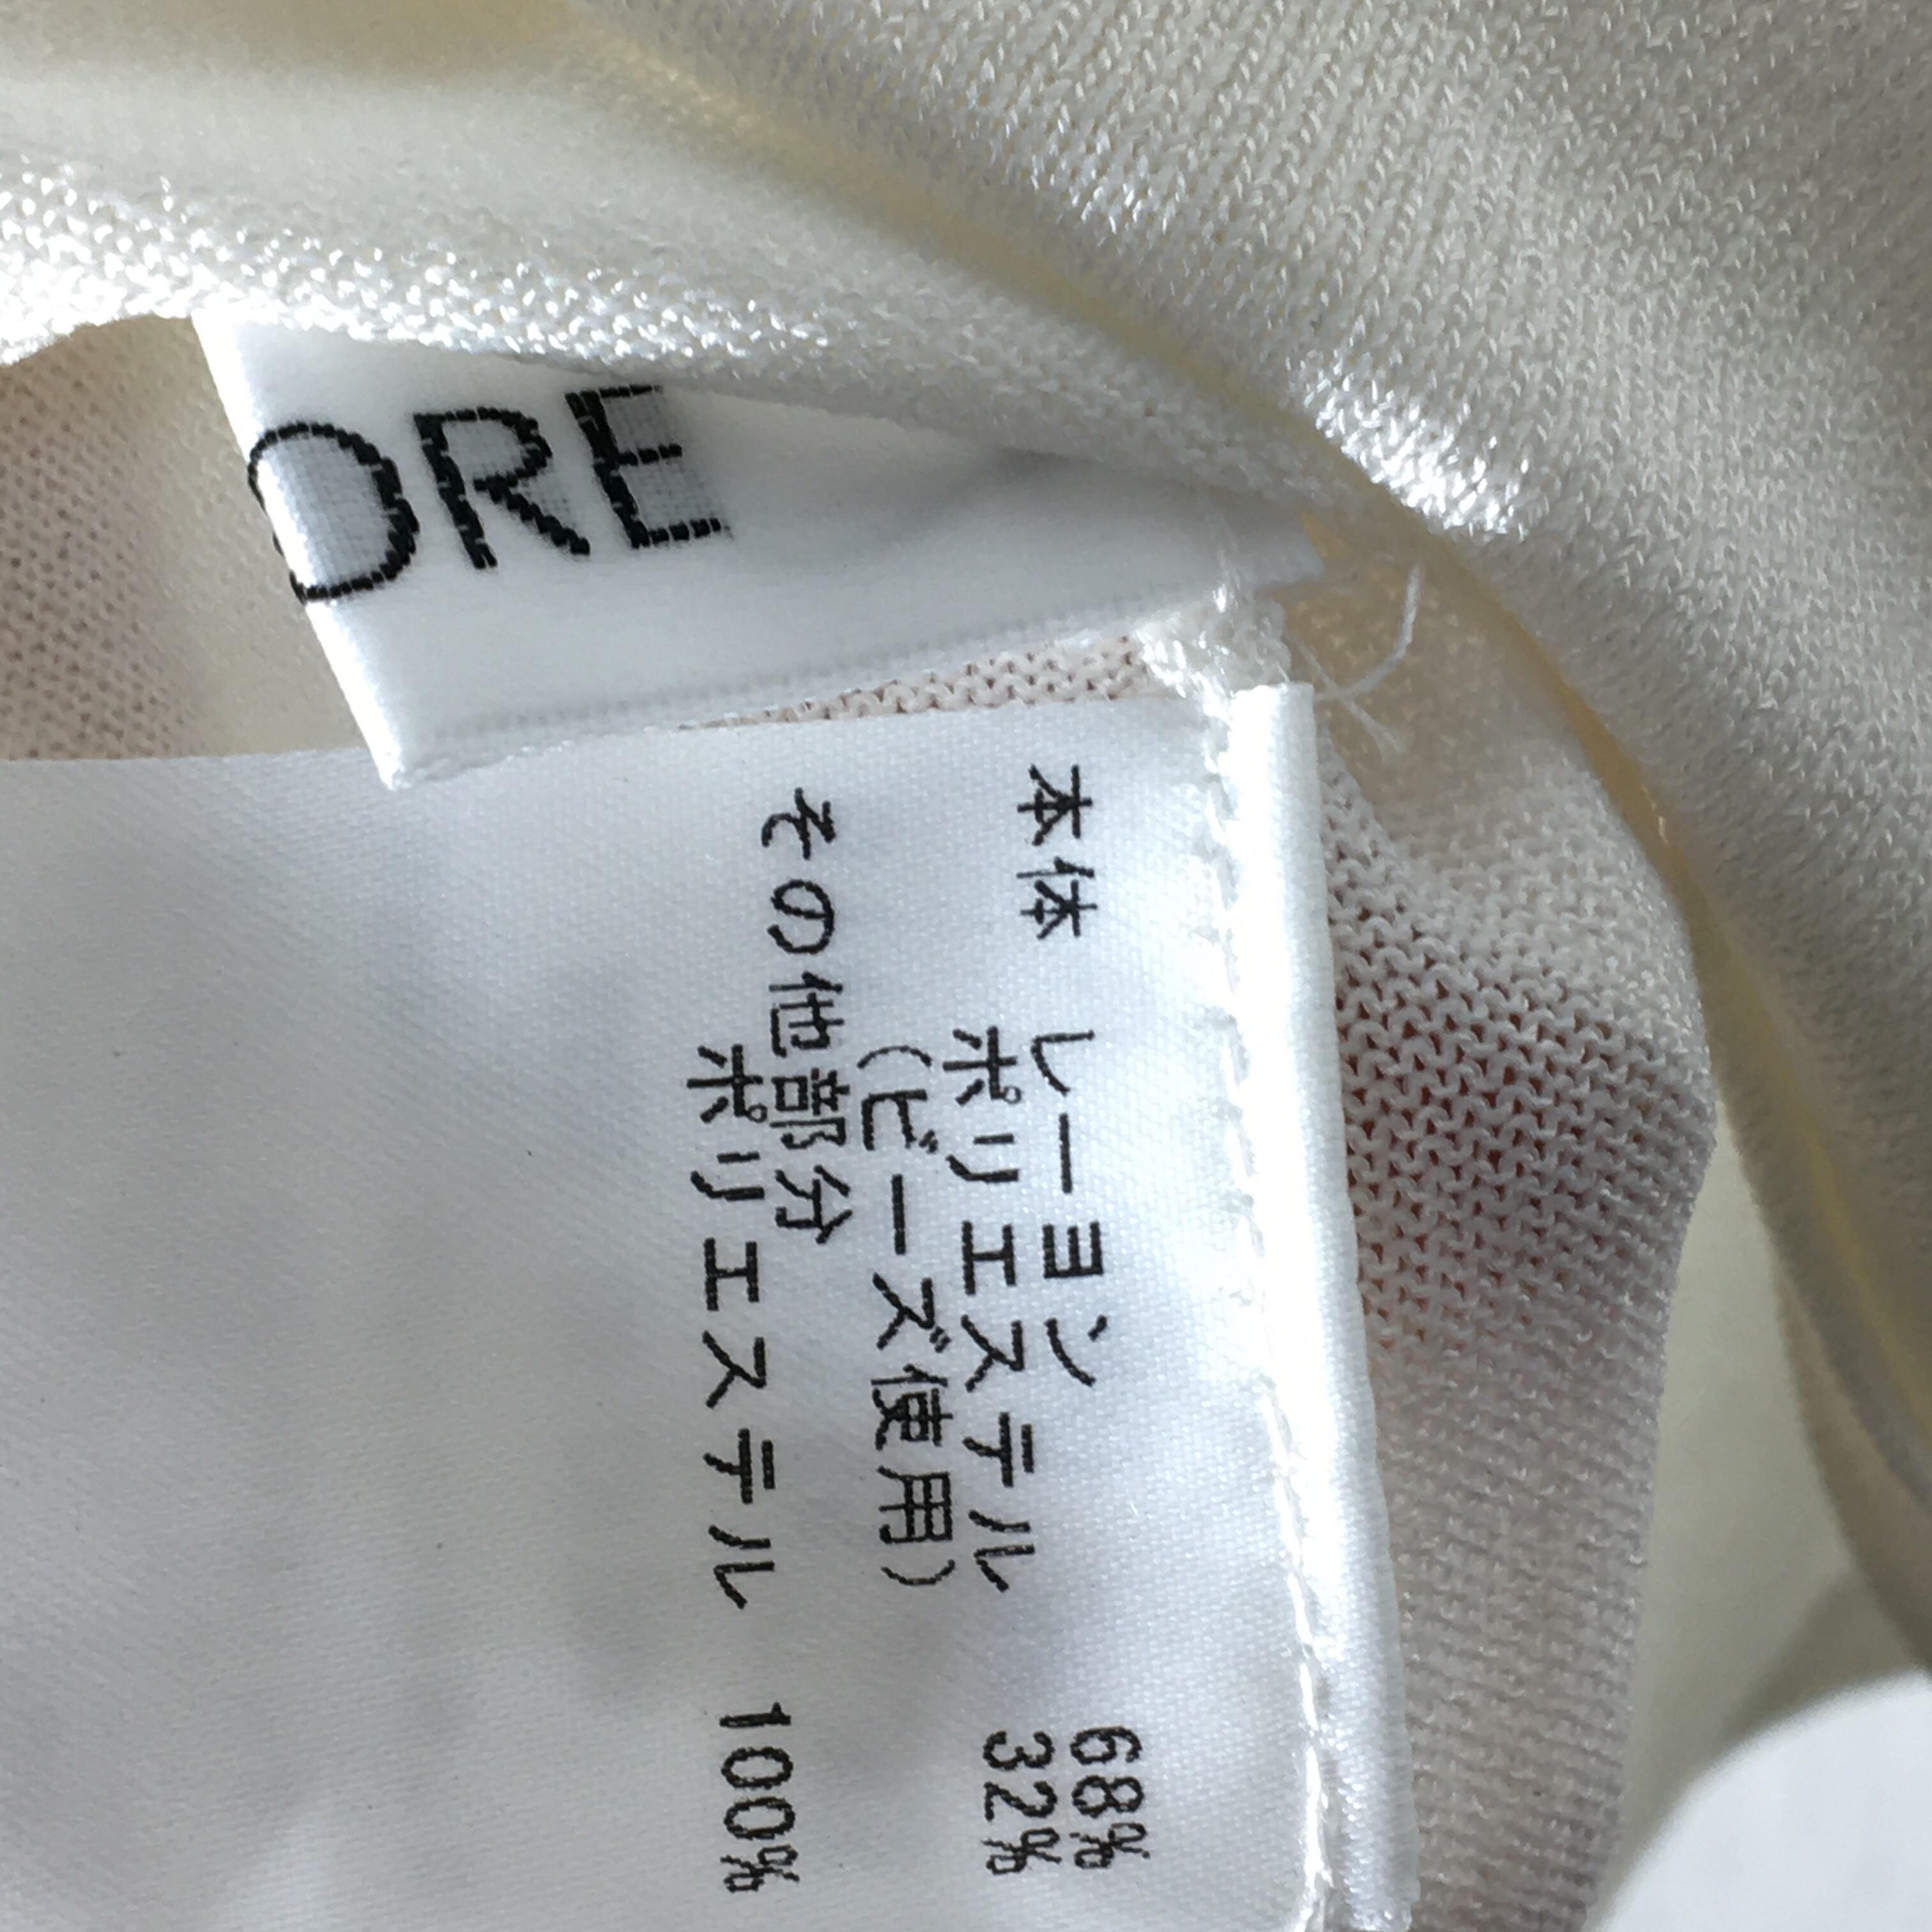 ORE
本体 レーヨン 68%
ポリエステル 32%
(ビーズ使用)
その他部分
ポリエステル 100%